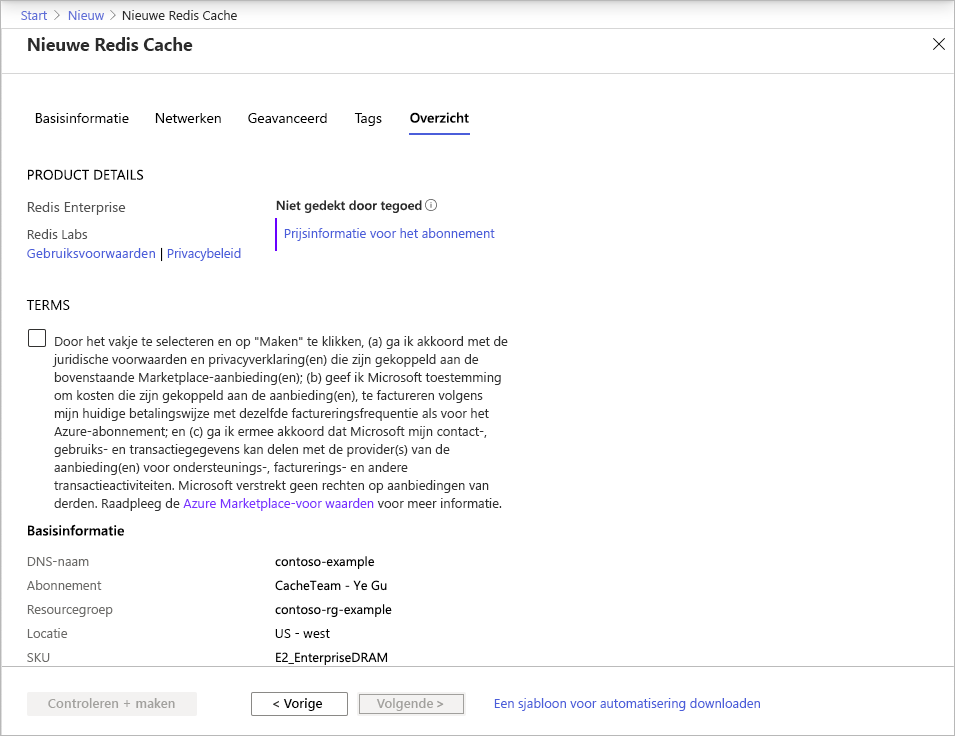 Start > Nieuw > Nieuwe Redis Cache
Nieuwe Redis Cache
Basisinformatie Netwerken Geavanceerd Tags Overzicht
PRODUCT DETAILS
Redis Enterprise
Niet gedekt door tegoed
Redis Labs
Prijsinformatie voor het abonnement
Gebruiksvoorwaarden | Privacybeleid
TERMS
Door het vakje te selecteren en op "Maken" te klikken, (a) ga ik akkoord met de
juridische voorwaarden en privacyverklaring(en) die zijn gekoppeld aan de
bovenstaande Marketplace-aanbieding(en); (b) geef ik Microsoft toestemming
om kosten die zijn gekoppeld aan de aanbieding(en), te factureren volgens
mijn huidige betalingswijze met dezelfde factureringsfrequentie als voor het
Azure-abonnement; en (c) ga ik ermee akkoord dat Microsoft mijn contact-,
gebruiks- en transactiegegevens kan delen met de provider(s) van de
aanbieding(en) voor ondersteunings-, facturerings- en andere
transactieactiviteiten. Microsoft verstrekt geen rechten op aanbiedingen van
derden. Raadpleeg de Azure Marketplace-voor waarden voor meer informatie.
Basisinformatie
DNS-naam contoso-example
Abonnement CacheTeam - Ye Gu
Resourcegroep contoso-rg-example
Locatie US - west
SKU E2_EnterpriseDRAM
Controleren + maken < Vorige Volgende > Een sjabloon voor automatisering downloaden